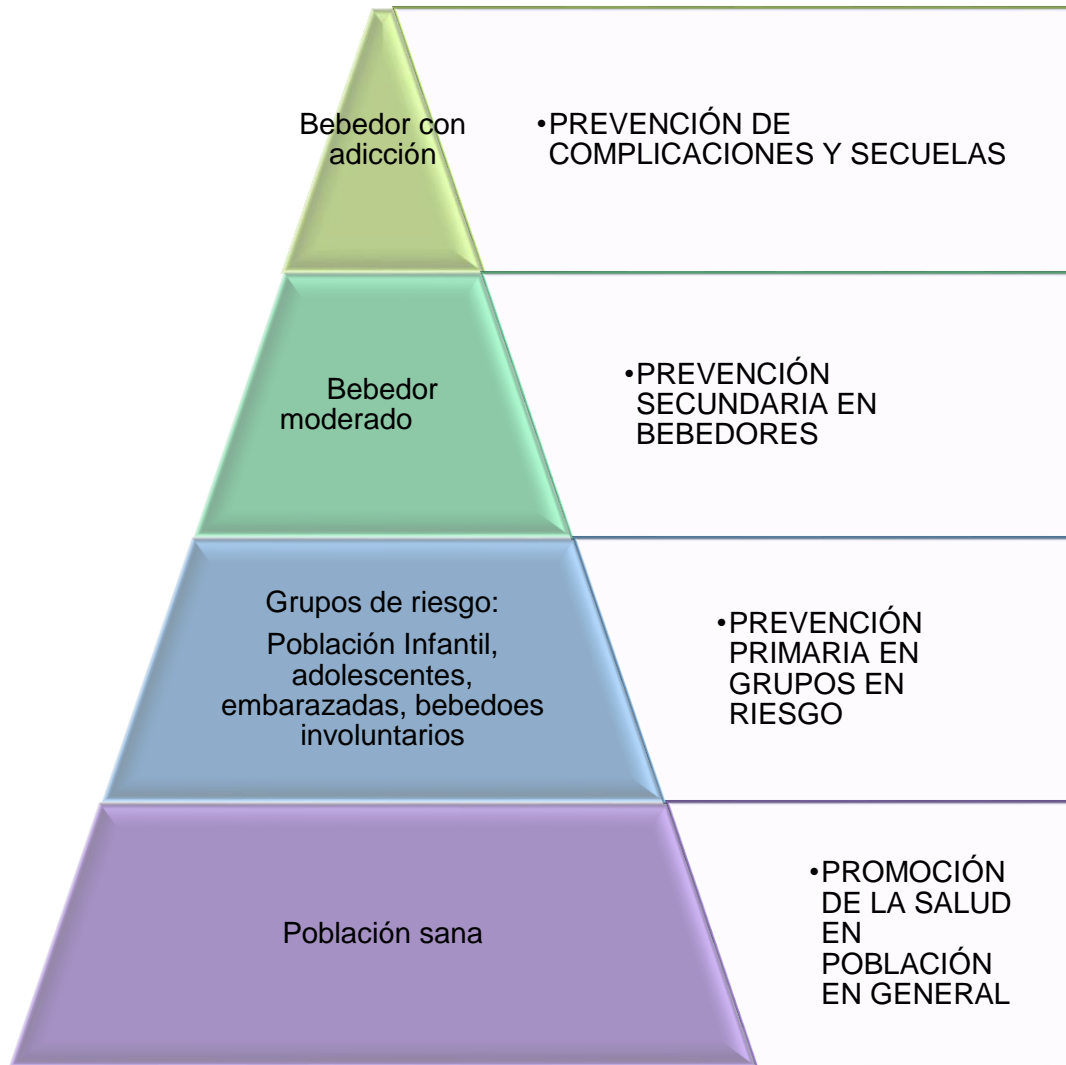 Bebedor con
adicción
•PREVENCIÓN DE
COMPLICACIONES Y SECUELAS
Bebedor
moderado
•PREVENCIÓN
SECUNDARIA EN
BEBEDORES
Grupos de riesgo:
Población Infantil,
adolescentes,
embarazadas, bebedoes
involuntarios
•PREVENCIÓN
PRIMARIA EN
GRUPOS EN
RIESGO
Población sana
•PROMOCIÓN
DE LA SALUD
EN
POBLACIÓN
EN GENERAL